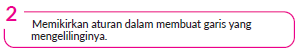 2
Memikirkan aturan dalam membuat garis yang
mengelilinginya.